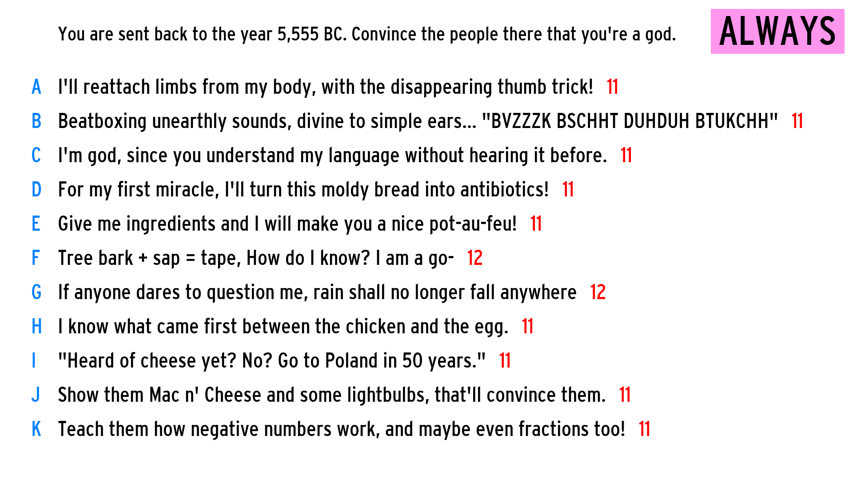 You are sent back to the year 5,555 BC. Convince the people there that you're a god.
ALWAYS
A I'll reattach limbs from my body, with the disappearing thumb trick! 11
B Beatboxing unearthly sounds, divine to simple ears... "BVZZZK BSCHHT DUHDUH BTUKCHH" 11
C I'm god, since you understand my language without hearing it before. 11
D For my first miracle, I'll turn this moldy bread into antibiotics! 11
E Give me ingredients and I will make you a nice pot-au-feu! 11
F Tree bark + sap = tape, How do I know? I am a go- 12
G If anyone dares to question me, rain shall no longer fall anywhere 12
H I know what came first between the chicken and the egg. 11
I "Heard of cheese yet? No? Go to Poland in 50 years." 11
J Show them Mac n' Cheese and some lightbulbs, that'll convince them. 11
K Teach them how negative numbers work, and maybe even fractions too! 11